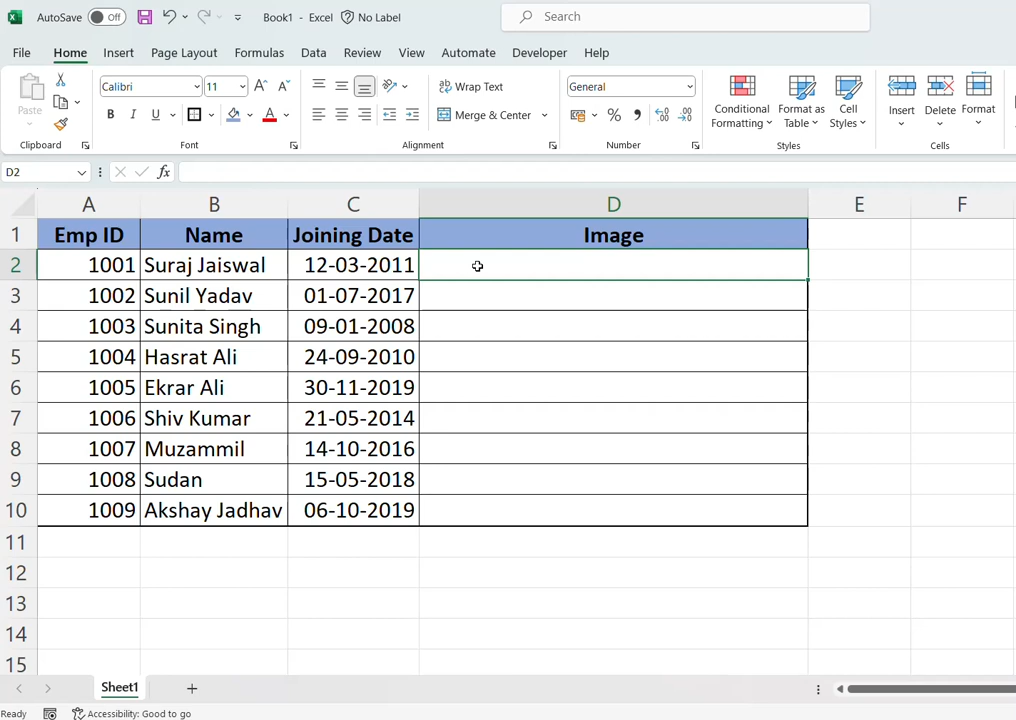 AutoSave Off Book1 - Excel No Label Search
File Home Insert Page Layout Formulas Data Review View Automate Developer Help
Paste Calibri 11 A A Wrap Text General Conditional Formatting Format as Table Cell Styles Insert Delete Format
B I U A Merge & Center % ,
Clipboard Font Alignment Number Styles Cells
D2 fx
A B C D E F
1 Emp ID Name Joining Date Image
2 1001 Suraj Jaiswal 12-03-2011
3 1002 Sunil Yadav 01-07-2017
4 1003 Sunita Singh 09-01-2008
5 1004 Hasrat Ali 24-09-2010
6 1005 Ekrar Ali 30-11-2019
7 1006 Shiv Kumar 21-05-2014
8 1007 Muzammil 14-10-2016
9 1008 Sudan 15-05-2018
10 1009 Akshay Jadhav 06-10-2019
11
12
13
14
15
Sheet1
Ready Accessibility: Good to go